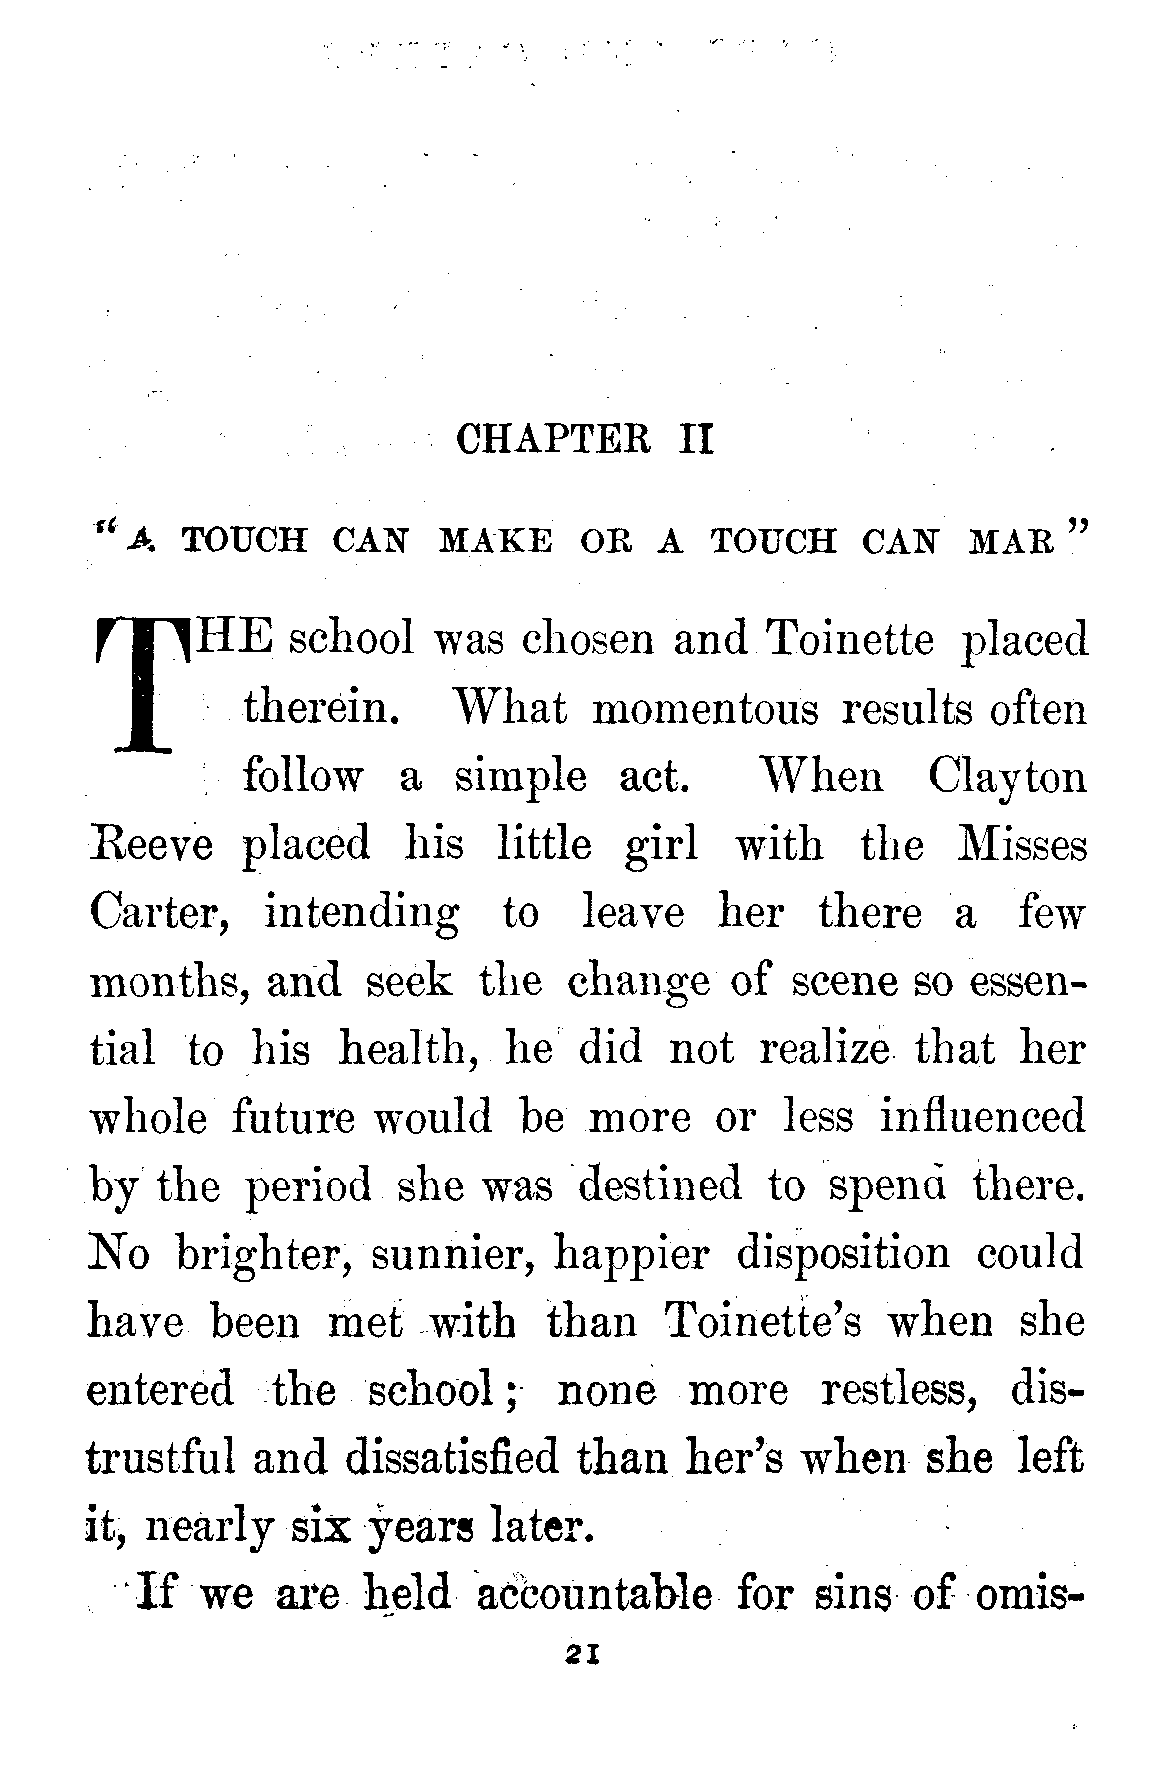 CHAPTER II
"A TOUCH CAN MAKE OR A TOUCH CAN MAR"
THE school was chosen and Toinette placed
therein. What momentous results often
follow a simple act. When Clayton
Reeve placed his little girl with the Misses
Carter, intending to leave her there a few
months, and seek the change of scene so essen-
tial to his health, he did not realize that her
whole future would be more or less influenced
by the period she was destined to spend there.
No brighter, sunnier, happier disposition could
have been met with than Toinette's when she
entered the school; none more restless, dis-
trustful and dissatisfied than her's when she left
it, nearly six years later.
If we are held accountable for sins of omis-
21